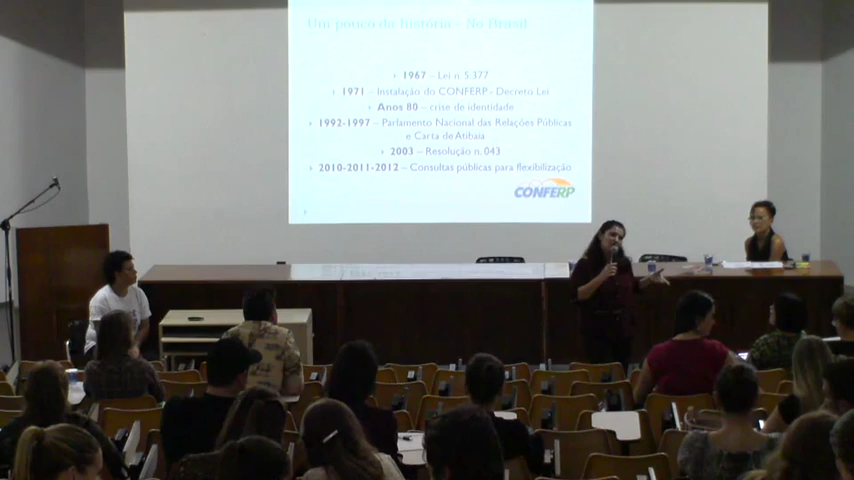 Um pouco da história - No Brasil
› 1967 – Lei n. 5.377
› 1971 – Instalação do CONFERP - Decreto Lei
› Anos 80 – crise de identidade
› 1992-1997 – Parlamento Nacional das Relações Públicas
e Carta de Atibaia
› 2003 – Resolução n. 043
› 2010-2011-2012 – Consultas públicas para flexibilização
CONFERP